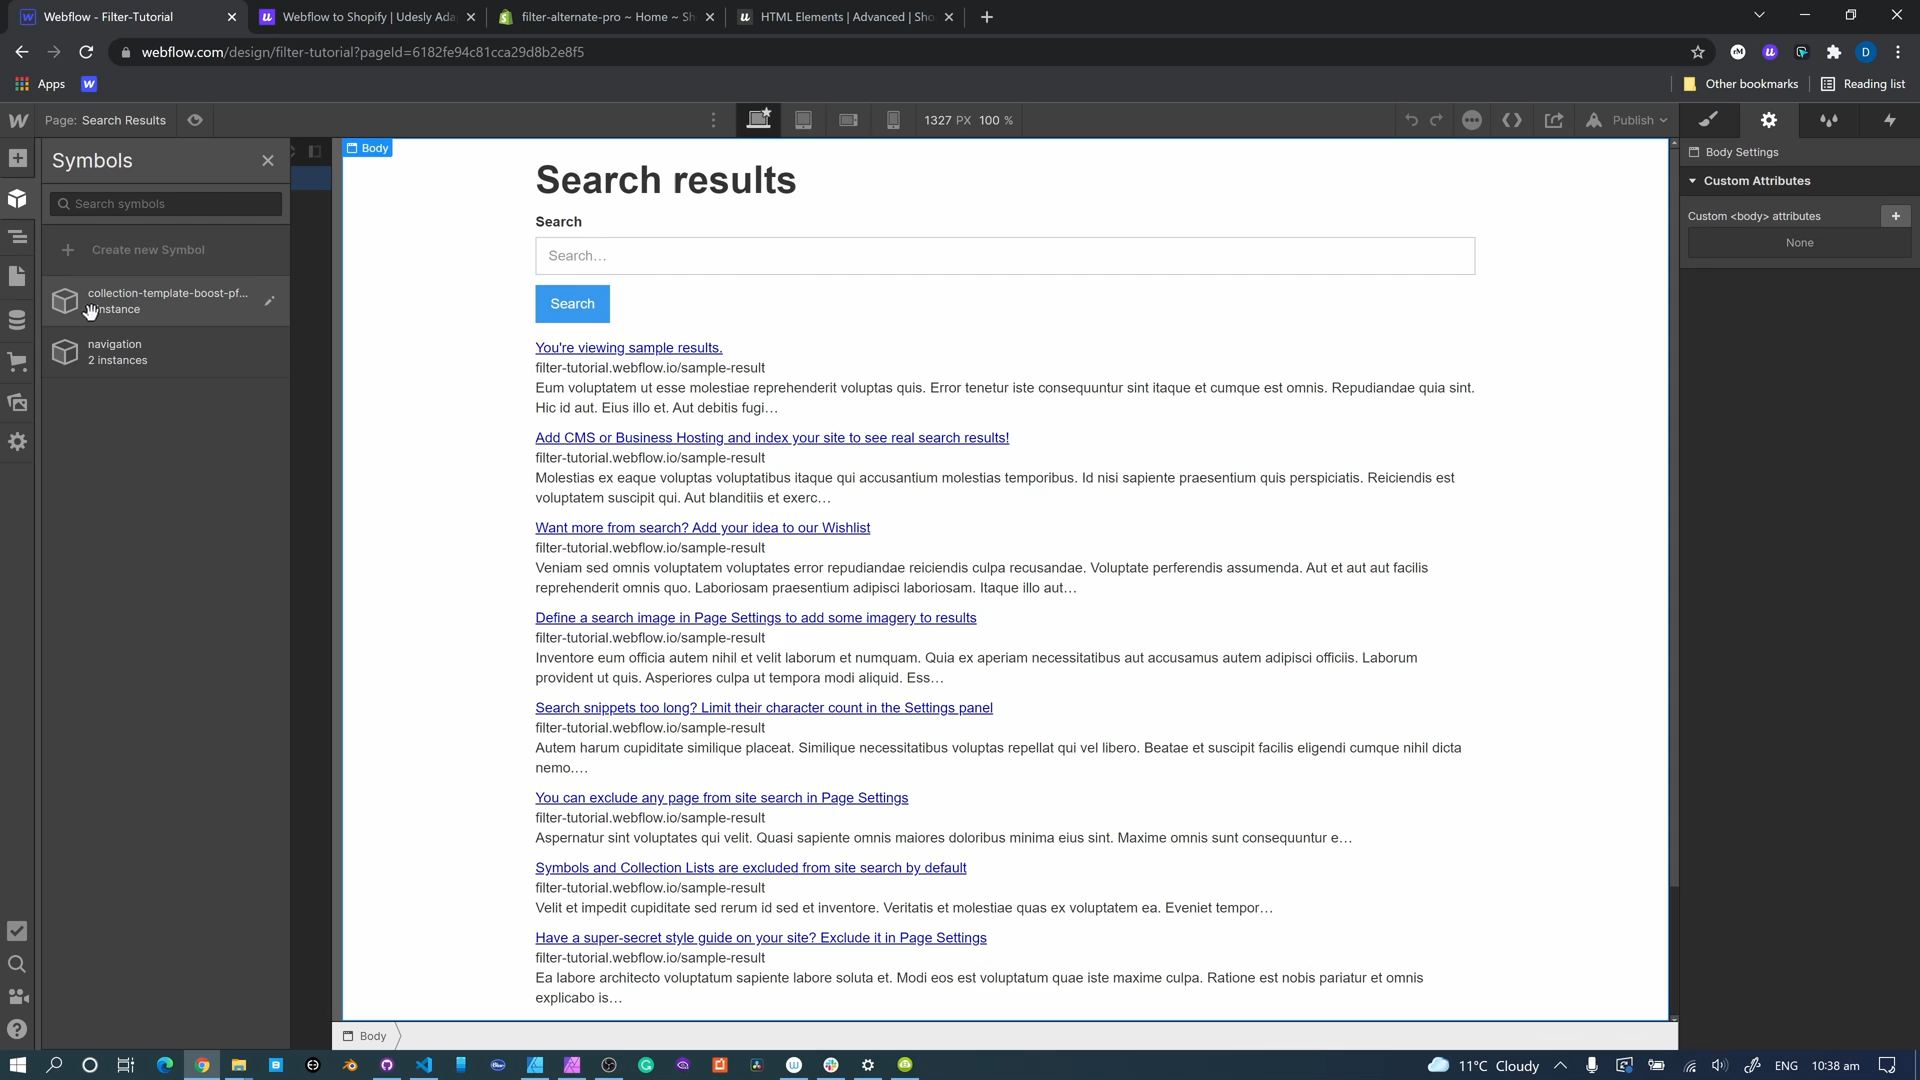 Webflow - Filter-Tutorial
Webflow to Shopify | Udesly Ada
filter-alternate-pro ~ Home ~ Sh
HTML Elements | Advanced | Sho
webflow.com/design/filter-tutorial?pageId=6182fe94c81cca29d8b2e8f5
Apps
Other bookmarks
Reading list
Page: Search Results
1327 PX 100 %
Publish
Symbols
Search symbols
Create new Symbol
collection-template-boost-pf...
instance
navigation
2 instances
Body
Search results
Search
Search…
Search
You're viewing sample results.
filter-tutorial.webflow.io/sample-result
Eum voluptatem ut esse molestiae reprehenderit voluptas quis. Error tenetur iste consequuntur sint itaque et cumque est omnis. Repudiandae quia sint.
Hic id aut. Eius illo et. Aut debitis fugi…
Add CMS or Business Hosting and index your site to see real search results!
filter-tutorial.webflow.io/sample-result
Molestias ex eaque voluptas voluptatibus itaque qui accusantium molestias temporibus. Id nisi sapiente praesentium quis perspiciatis. Reiciendis est
voluptatem suscipit qui. Aut blanditiis et exerc…
Want more from search? Add your idea to our Wishlist
filter-tutorial.webflow.io/sample-result
Veniam sed omnis voluptatem voluptates error repudiandae reiciendis culpa recusandae. Voluptate perferendis assumenda. Aut et aut aut facilis
reprehenderit omnis quo. Laboriosam praesentium adipisci laboriosam. Itaque illo aut…
Define a search image in Page Settings to add some imagery to results
filter-tutorial.webflow.io/sample-result
Inventore eum officia autem nihil et velit laborum et numquam. Quia ex aperiam necessitatibus aut accusamus autem adipisci officiis. Laborum
provident ut quis. Asperiores culpa ut tempora modi aliquid. Ess…
Search snippets too long? Limit their character count in the Settings panel
filter-tutorial.webflow.io/sample-result
Autem harum cupiditate similique placeat. Similique necessitatibus voluptas repellat qui vel libero. Beatae et suscipit facilis eligendi cumque nihil dicta
nemo.…
You can exclude any page from site search in Page Settings
filter-tutorial.webflow.io/sample-result
Aspernatur sint voluptates qui velit. Quasi sapiente omnis maiores doloribus minima eius sint. Maxime omnis sunt consequuntur e…
Symbols and Collection Lists are excluded from site search by default
filter-tutorial.webflow.io/sample-result
Velit et impedit cupiditate sed rerum id sed et inventore. Veritatis et molestiae quas ex voluptatem ea. Eveniet tempor…
Have a super-secret style guide on your site? Exclude it in Page Settings
filter-tutorial.webflow.io/sample-result
Ea labore architecto voluptatum sapiente labore soluta et. Modi eos est voluptatum quae iste maxime culpa. Ratione est nobis pariatur et omnis
explicabo is…
Body
Body Settings
Custom Attributes
Custom <body> attributes
None
11°C Cloudy
ENG
10:38 am